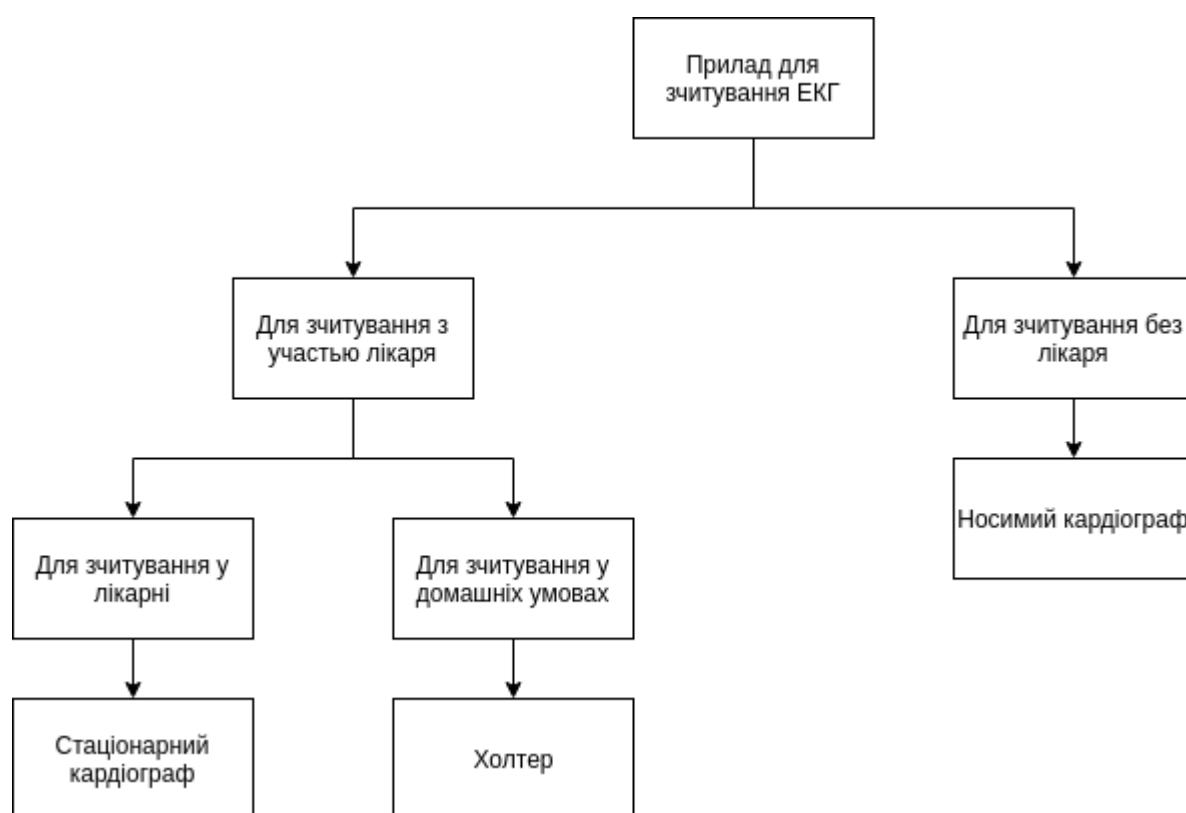 Прилад для
зчитування ЕКГ
Для зчитування з
участью лікаря
Для зчитування без
лікаря
Для зчитування у
лікарні
Для зчитування у
домашніх умовах
Носимий кардіограф
Стаціонарний
кардіограф
Холтер